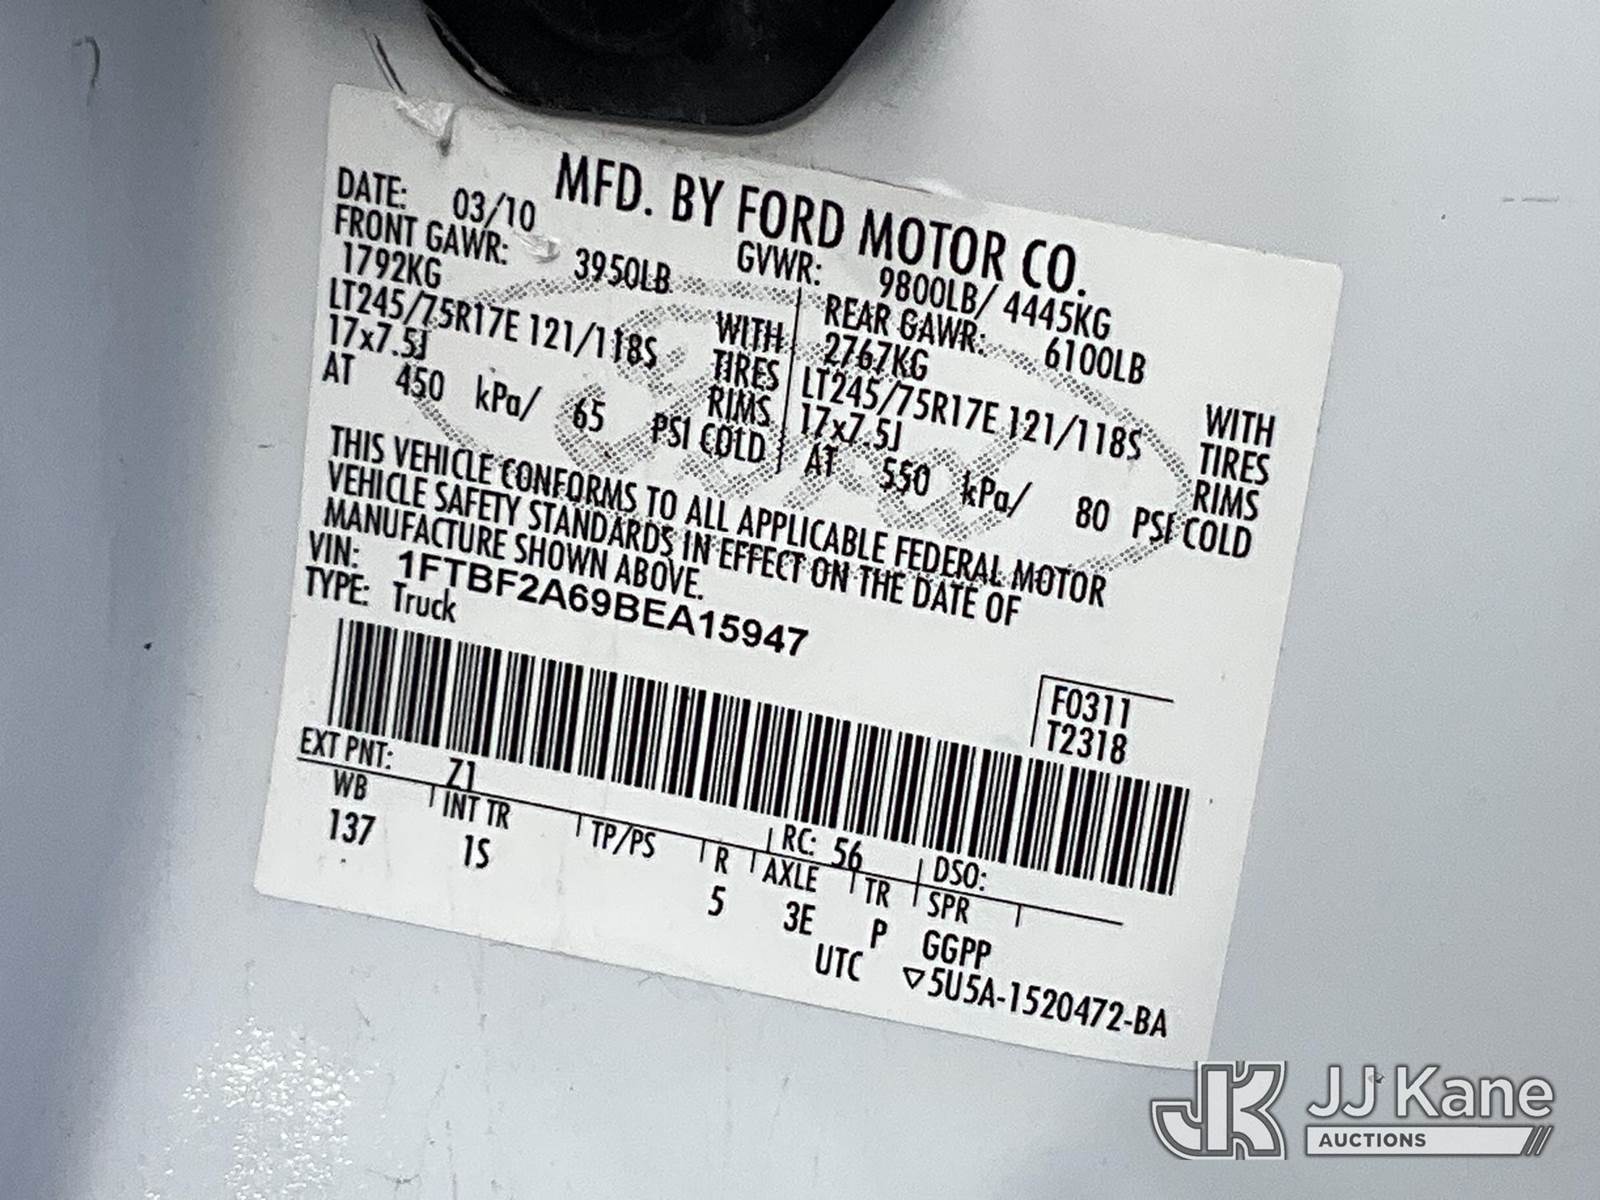 MFD. BY FORD MOTOR CO.
DATE: 03/10 GVWR: 9800LB/ 4445KG
FRONT GAWR: 3950LB REAR GAWR: 6100LB
1792KG WITH 2767KG WITH
LT245/75R17E 121/118S TIRES LT245/75R17E 121/118S TIRES
17x7.5J RIMS 17x7.5J RIMS
AT 450 kPa/ 65 PSI COLD AT 550 kPa/ 80 PSI COLD
THIS VEHICLE CONFORMS TO ALL APPLICABLE FEDERAL MOTOR
VEHICLE SAFETY STANDARDS IN EFFECT ON THE DATE OF
MANUFACTURE SHOWN ABOVE.
VIN: 1FTBF2A69BEA15947
TYPE: Truck
F0311
T2318
EXT PNT: Z1 RC: 56 DSO:
WB INT TR TP/PS R AXLE TR SPR
137 1S 5 3E P GGPP
UTC ▽5U5A-1520472-BA
JK JJ Kane
AUCTIONS